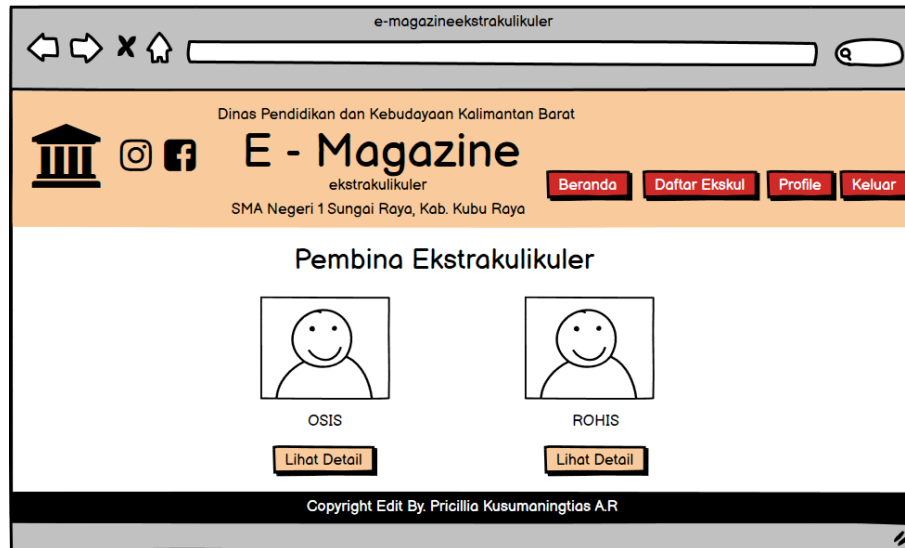 e-magazineekstrakulikuler
Dinas Pendidikan dan Kebudayaan Kalimantan Barat
E - Magazine
ekstrakulikuler
SMA Negeri 1 Sungai Raya, Kab. Kubu Raya
Beranda Daftar Ekskul Profile Keluar
Pembina Ekstrakulikuler
OSIS ROHIS
Lihat Detail Lihat Detail
Copyright Edit By. Pricillia Kusumaningtias A.R